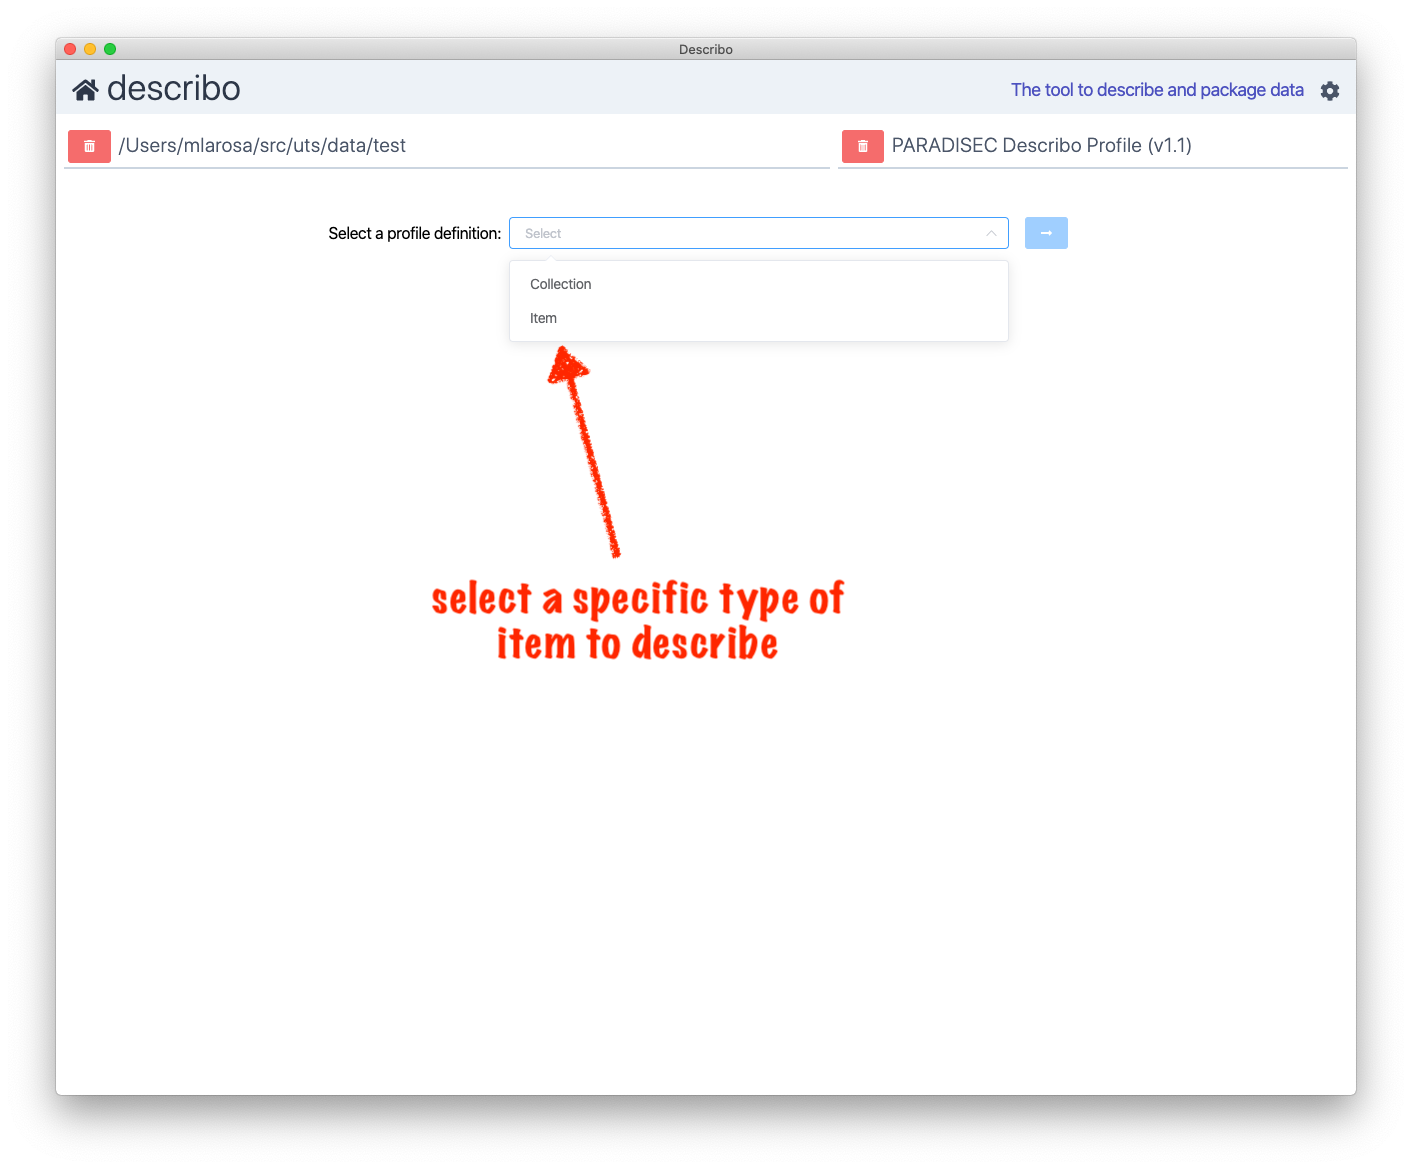 Describo
describo
The tool to describe and package data
/Users/mlarosa/src/uts/data/test
PARADISEC Describo Profile (v1.1)
Select a profile definition:
Select
Collection
Item
select a specific type of
item to describe